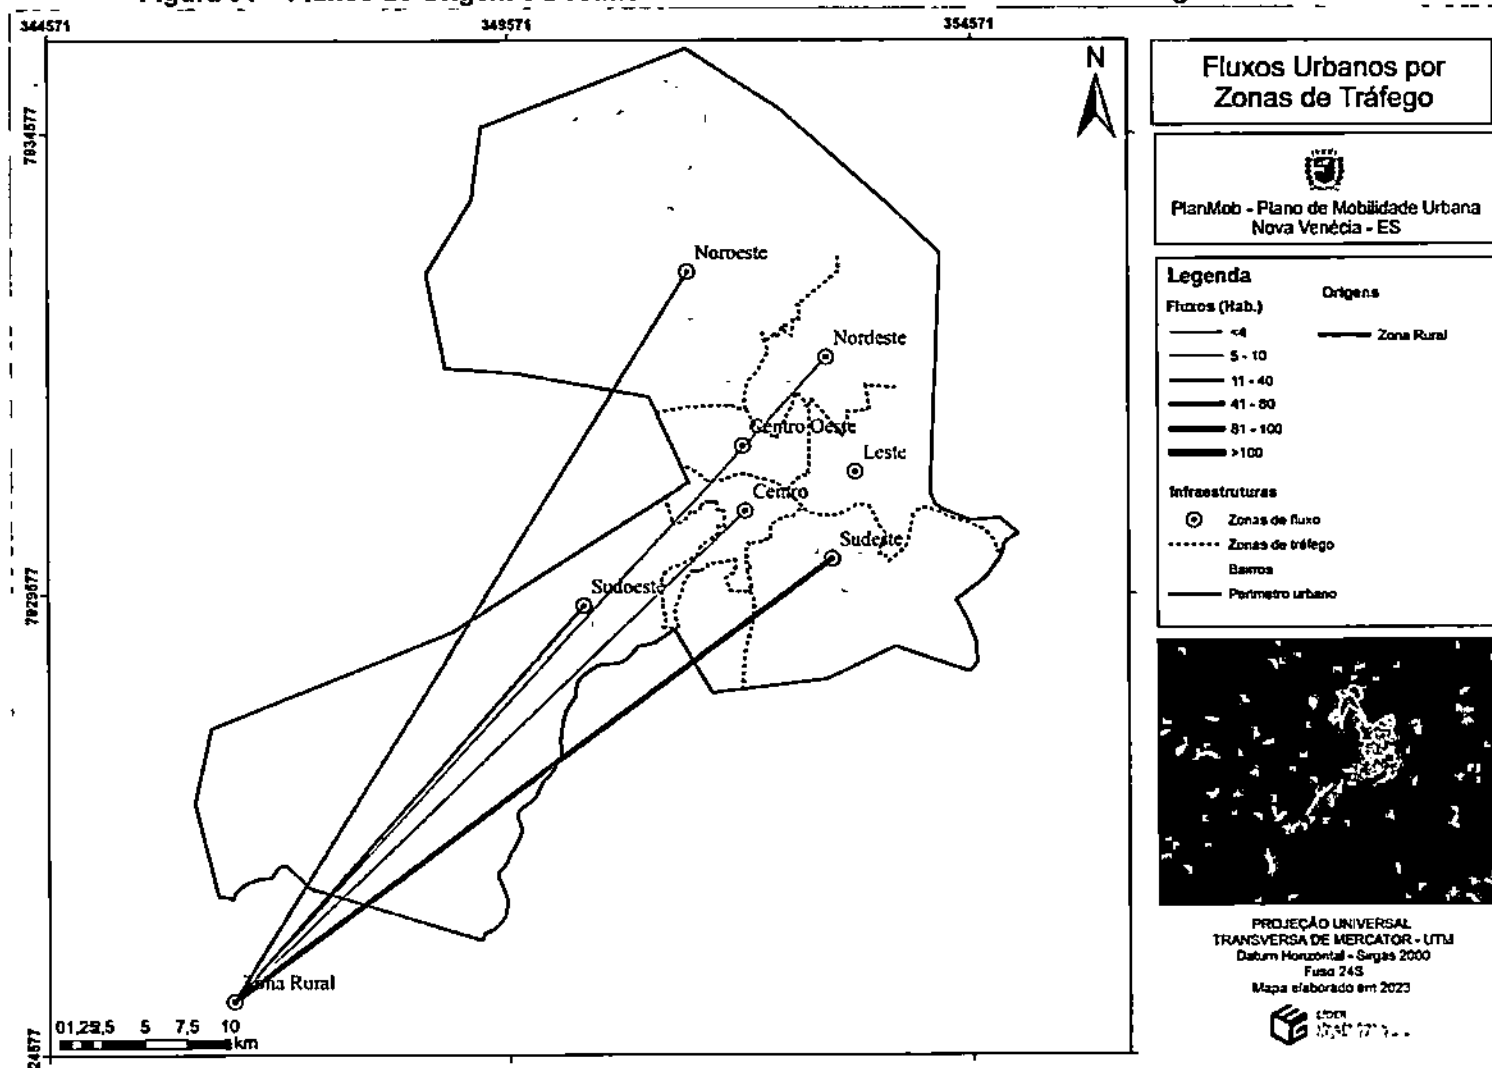 344571
349571
354571
7934577
7929577
24577
N
Noroeste
Nordeste
Centro Oeste
Leste
Centro
Sudeste
Sudoeste
Zona Rural
01,252,5 5 7,5 10
km
Fluxos Urbanos por
Zonas de Tráfego
PlanMob - Plano de Mobilidade Urbana
Nova Venécia - ES
Legenda
Fluxos (Hab.)
<4
5 - 10
11 - 40
41 - 80
81 - 100
>100
Origens
Zona Rural
Infraestruturas
Zonas de fluxo
Zonas de tráfego
Bairros
Perímetro urbano
PROJEÇÃO UNIVERSAL
TRANSVERSA DE MERCATOR - UTM
Datum Horizontal - Sirgas 2000
Fuso 24S
Mapa elaborado em 2023
LÍDER